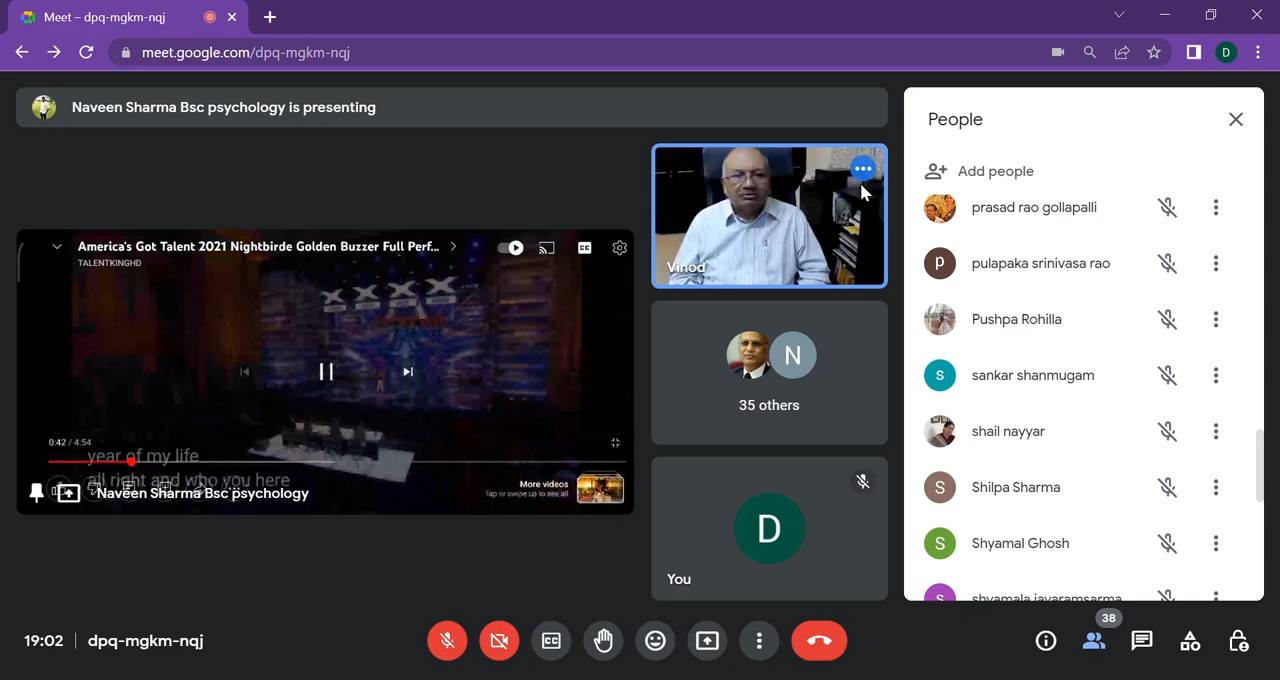 Meet – dpq-mgkm-nqj
meet.google.com/dpq-mgkm-nqj
D
Naveen Sharma Bsc psychology is presenting
America's Got Talent 2021 Nightbirde Golden Buzzer Full Perf...
TALENTKINGHD
CC
0:42 / 4:54
year of my life
all right and who you here
More videos
Tap or swipe up to see all
Naveen Sharma Bsc psychology
Vinod
N
35 others
D
You
People
Add people
prasad rao gollapalli
p
pulapaka srinivasa rao
Pushpa Rohilla
s
sankar shanmugam
shail nayyar
S
Shilpa Sharma
S
Shyamal Ghosh
s
shyamala jayaramsarma
19:02
dpq-mgkm-nqj
CC
38